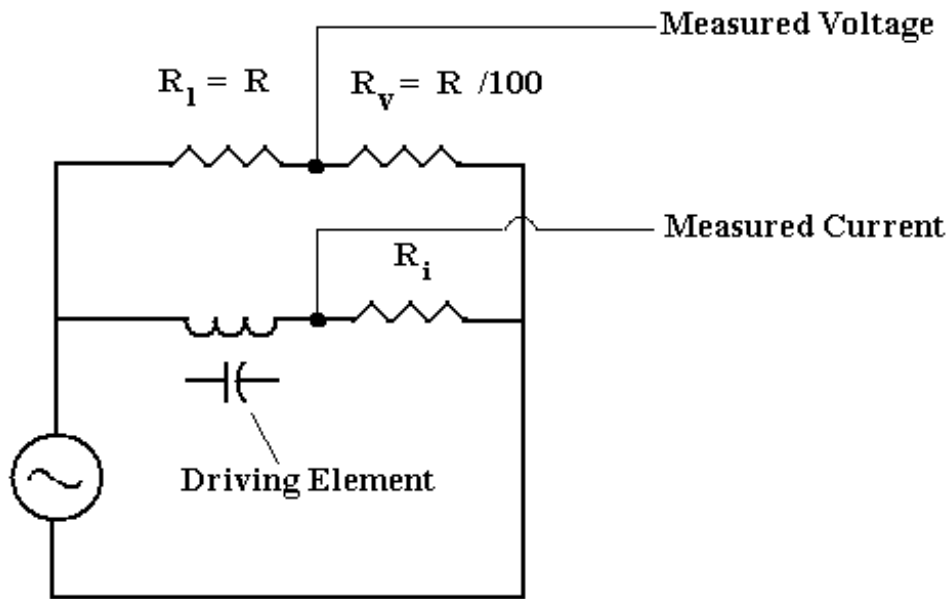 Measured Voltage
R₁ = R
Rᵥ = R /100
Measured Current
Rᵢ
Driving Element